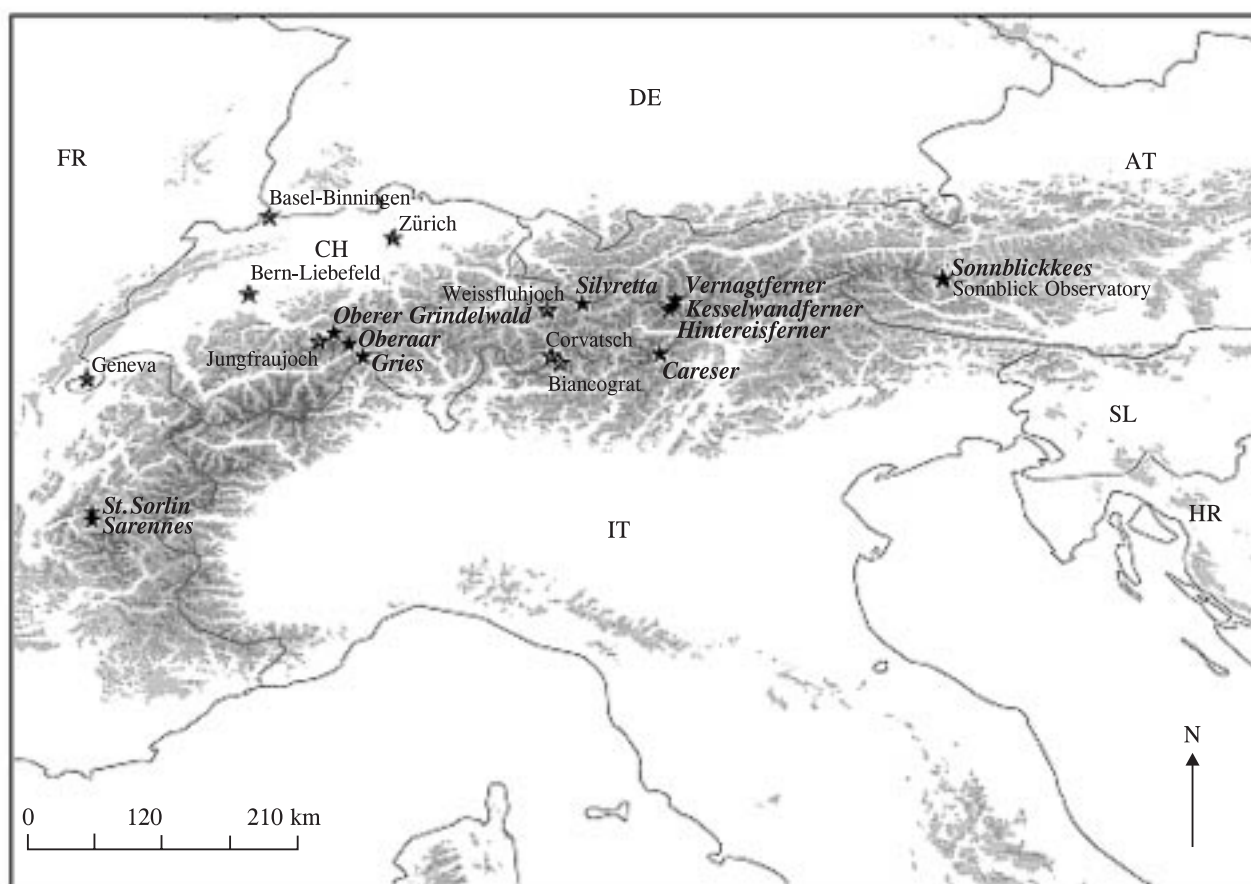 DE
FR
AT
Basel-Binningen
Zürich
CH
Bern-Liebefeld
Sonnblickkees
Silvretta
Vernagtferner
Sonnblick Observatory
Weissfluhjoch
Kesselwandferner
Oberer Grindelwald
Hintereisferner
Oberaar
Corvatsch
Jungfraujoch
Gries
Geneva
Careser
Biancograt
SL
St. Sorlin
HR
Sarennes
IT
N
0 120 210 km